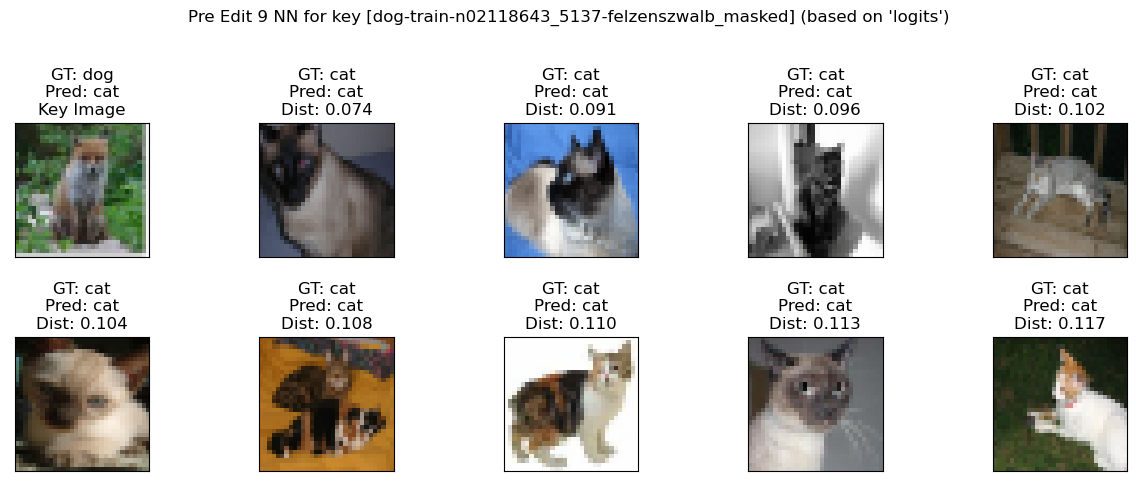 Pre Edit 9 NN for key [dog-train-n02118643_5137-felzenszwalb_masked] (based on 'logits')
GT: dog
Pred: cat
Key Image
GT: cat
Pred: cat
Dist: 0.074
GT: cat
Pred: cat
Dist: 0.091
GT: cat
Pred: cat
Dist: 0.096
GT: cat
Pred: cat
Dist: 0.102
GT: cat
Pred: cat
Dist: 0.104
GT: cat
Pred: cat
Dist: 0.108
GT: cat
Pred: cat
Dist: 0.110
GT: cat
Pred: cat
Dist: 0.113
GT: cat
Pred: cat
Dist: 0.117